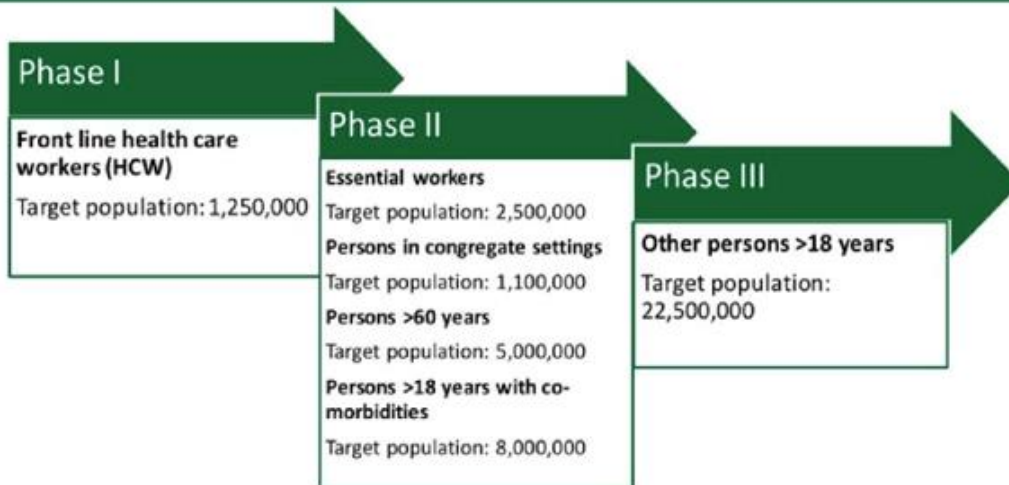 Phase I
Front line health care
workers (HCW)
Target population: 1,250,000
Phase II
Essential workers
Target population: 2,500,000
Persons in congregate settings
Target population: 1,100,000
Persons >60 years
Target population: 5,000,000
Persons >18 years with co-
morbidities
Target population: 8,000,000
Phase III
Other persons >18 years
Target population:
22,500,000